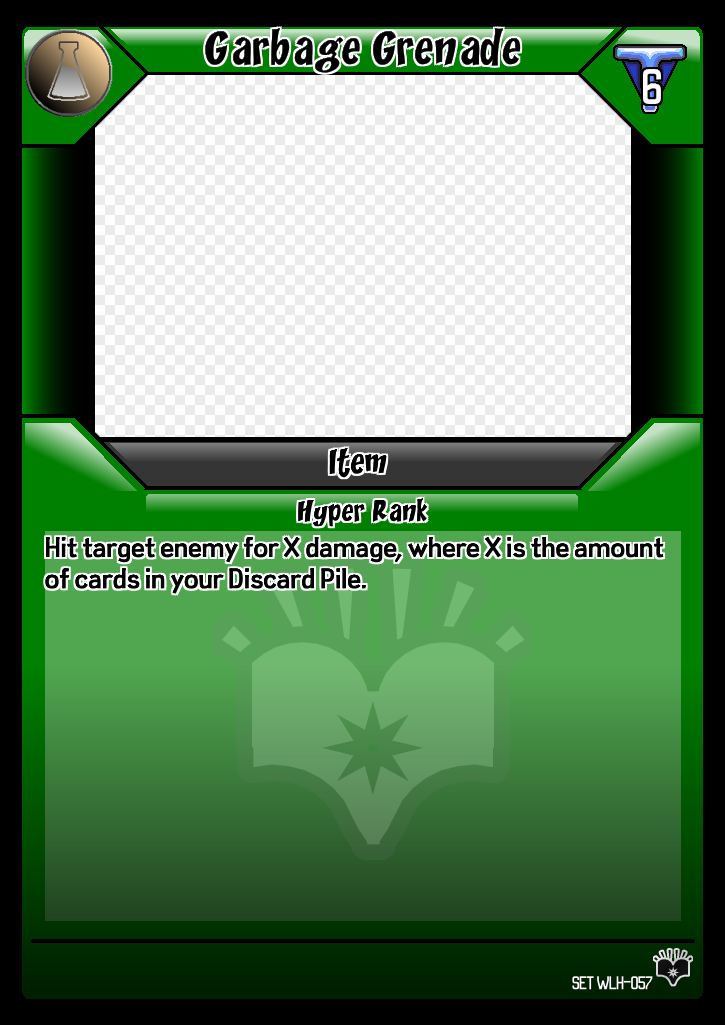 Garbage Grenade
6
Item
Hyper Rank
Hit target enemy for X damage, where X is the amount
of cards in your Discard Pile.
SET WLH-057